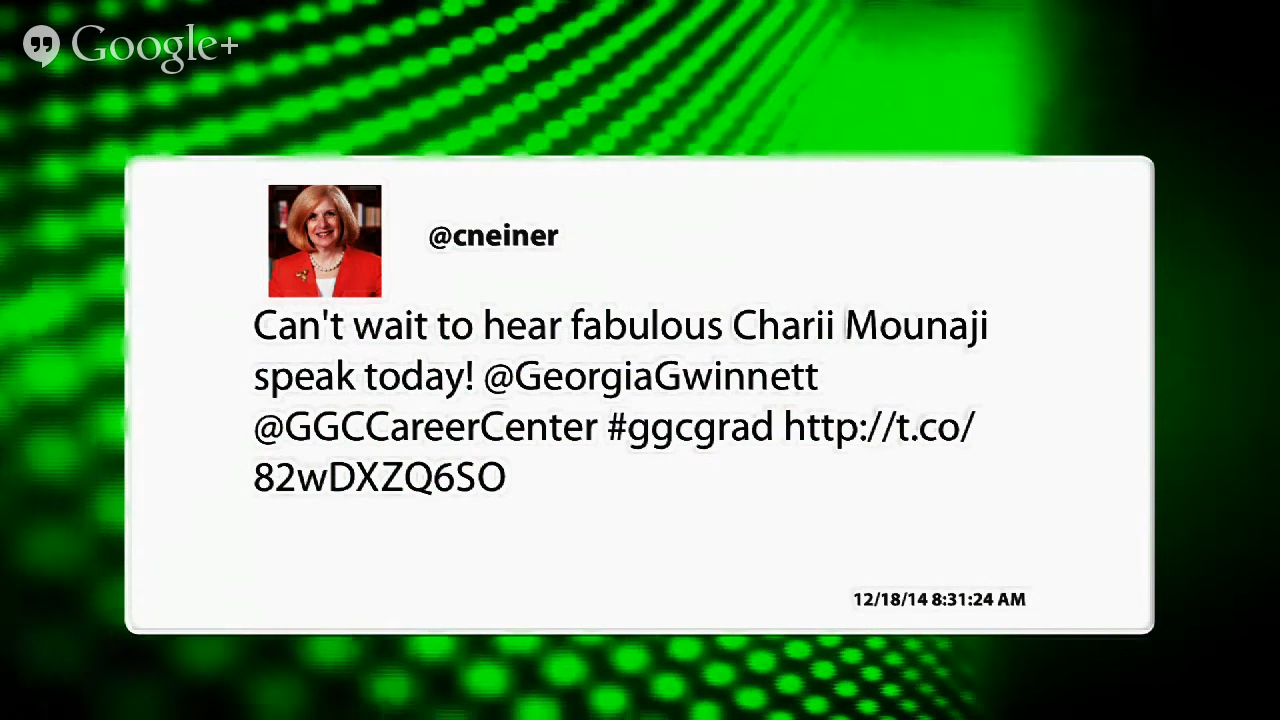 Google+
@cneiner
Can't wait to hear fabulous Charii Mounaji
speak today! @GeorgiaGwinnett
@GGCCareerCenter #ggcgrad http://t.co/
82wDXZQ6SO
12/18/14 8:31:24 AM